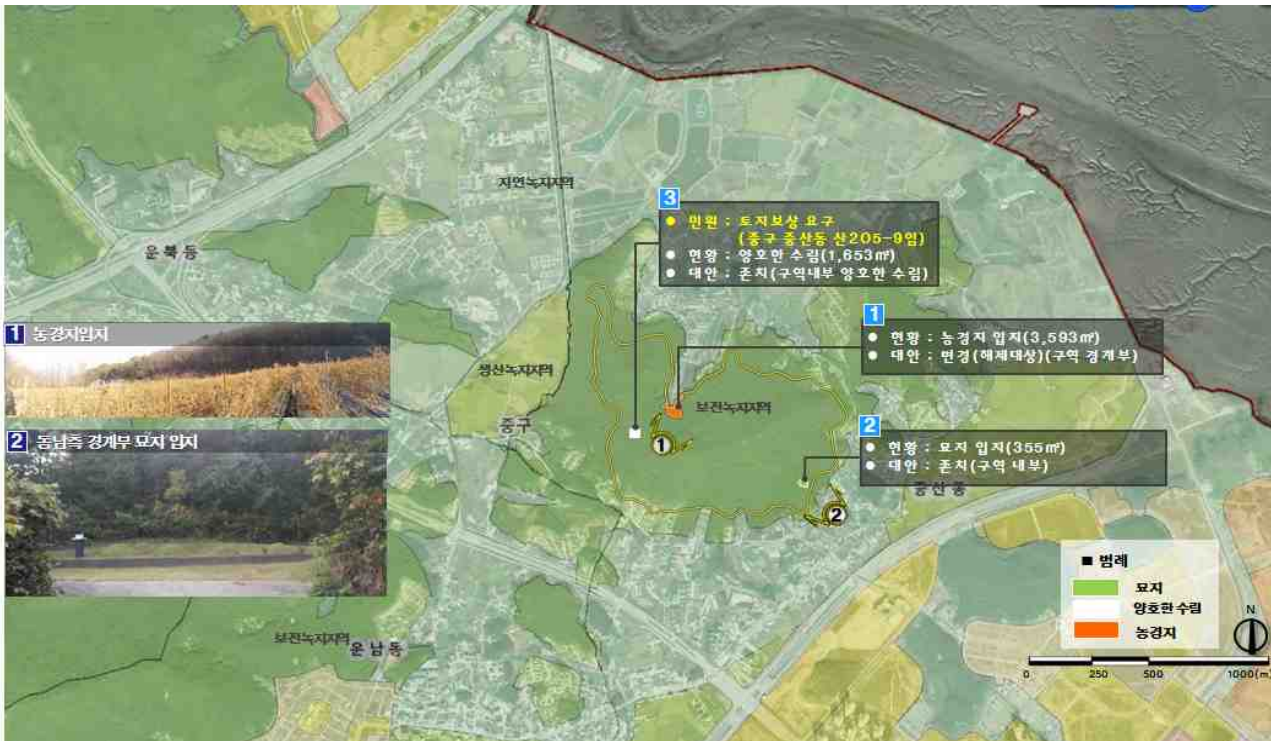 자연녹지지역
운북동
3
● 민원 : 토지보상 요구
(중구 중산동 산205-9임)
● 현황 : 양호한 수림(1,653㎡)
● 대안 : 존치(구역내부 양호한 수림)
1
● 현황 : 농경지 입지(3,593㎡)
● 대안 : 변경(해제대상)(구역 경계부)
1 농경지입지
생산녹지지역
보전녹지지역
중구
1
2
● 현황 : 묘지 입지(355㎡)
● 대안 : 존치(구역 내부)
2 동남측 경계부 묘지 입지
중산동
2
■ 범례
묘지
양호한 수림
농경지
N
보전녹지지역
운남동
0 250 500 1000(m)